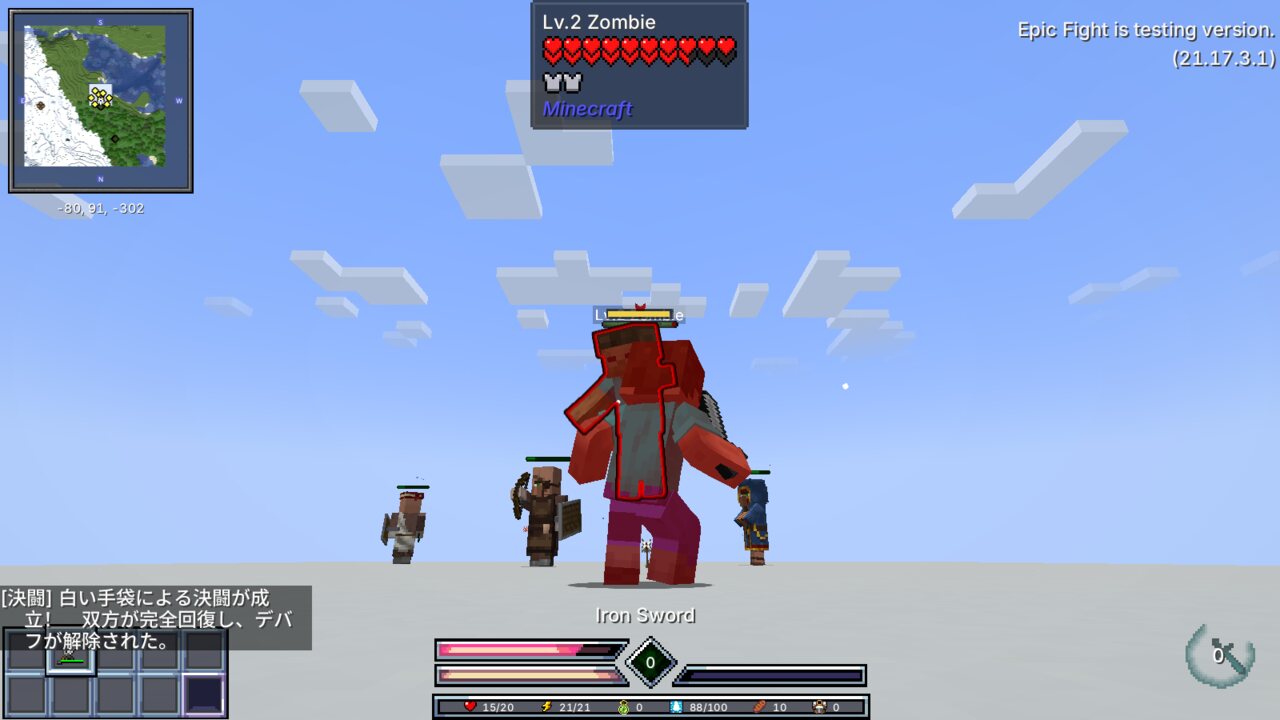 S
Lv.2 Zombie
Minecraft
Epic Fight is testing version.
(21.17.3.1)
E
W
N
-80, 91, -302
[決闘] 白い手袋による決闘が成
立! 双方が完全回復し、デバ
フが解除された。
Iron Sword
0
0
15/20
21/21
0
88/100
10
0